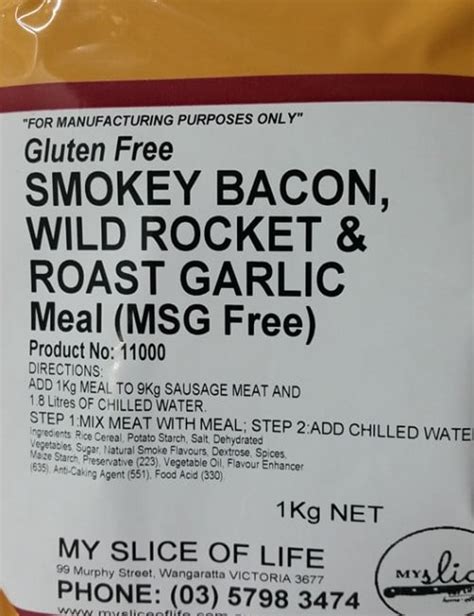 "FOR MANUFACTURING PURPOSES ONLY"
Gluten Free
SMOKEY BACON,
WILD ROCKET &
ROAST GARLIC
Meal (MSG Free)
Product No: 11000
DIRECTIONS:
ADD 1Kg MEAL TO 9Kg SAUSAGE MEAT AND
1.8 Litres OF CHILLED WATER.
STEP 1:MIX MEAT WITH MEAL; STEP 2:ADD CHILLED WATE
Ingredients: Rice Cereal, Potato Starch, Salt, Dehydrated
Vegetables, Sugar, Natural Smoke Flavours, Dextrose, Spices,
Maize Starch, Preservative (223), Vegetable Oil, Flavour Enhancer
(635), Anti-Caking Agent (551), Food Acid (330).
1Kg NET
MY SLICE OF LIFE
99 Murphy Street, Wangaratta VICTORIA 3677
PHONE: (03) 5798 3474
MY slic